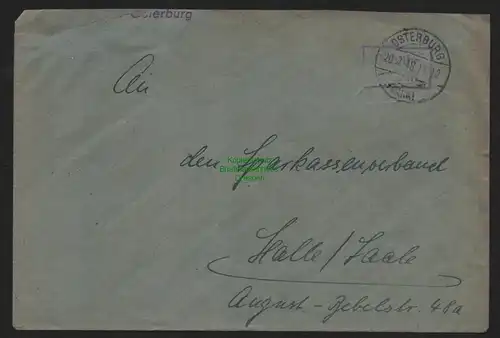 Osterburg
OSTERBURG
An
den Sparkassenverband
Halle/Saale
August-Bebelstr. 48a